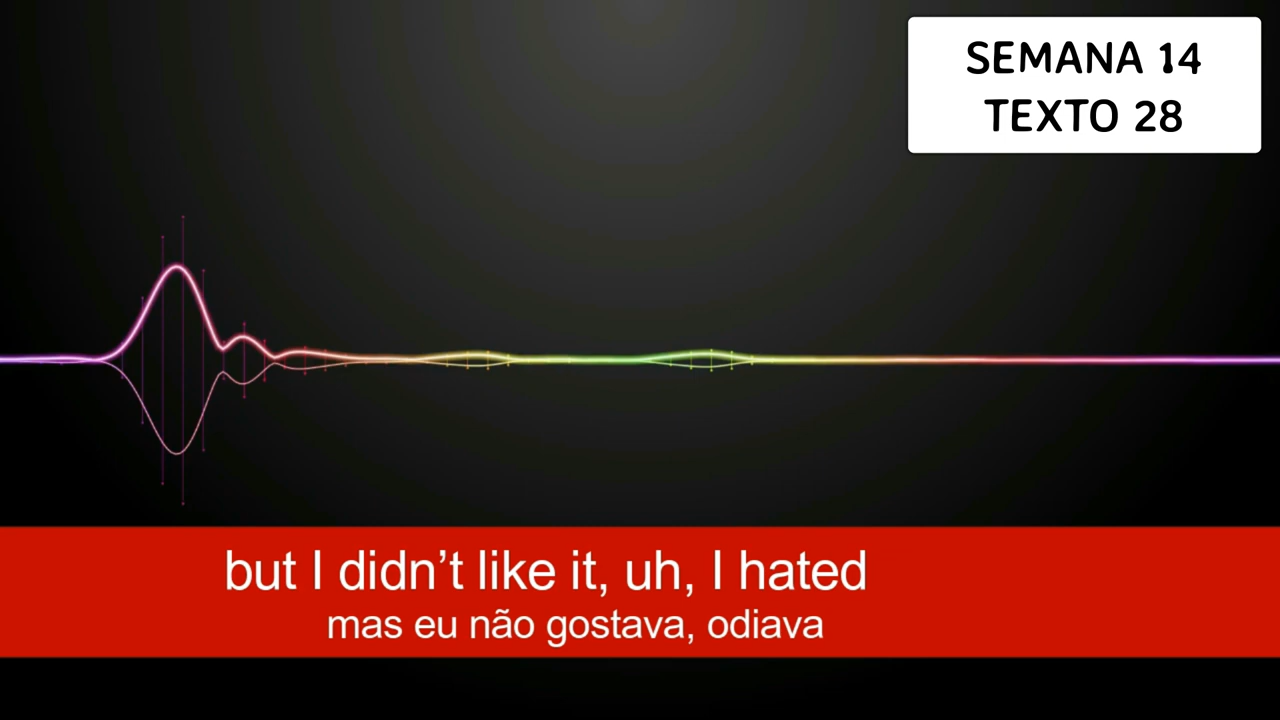 SEMANA 14
TEXTO 28
but I didn’t like it, uh, I hated
mas eu não gostava, odiava